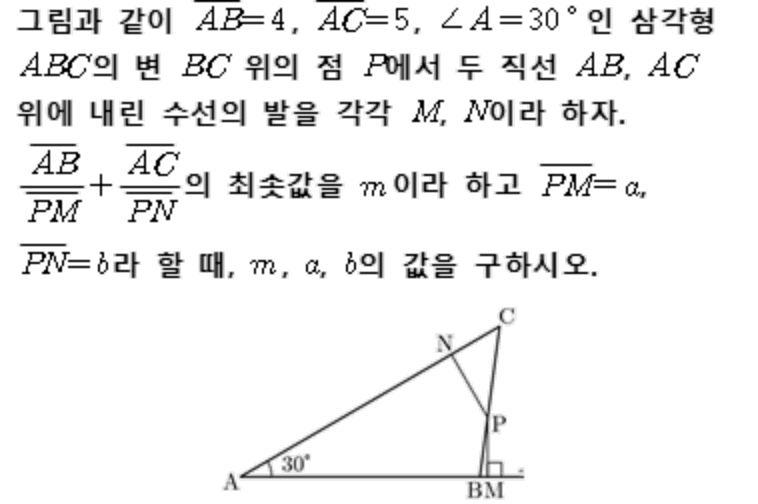 그림과 같이 AB=4, AC=5, ∠A=30°인 삼각형
ABC의 변 BC 위의 점 P에서 두 직선 AB, AC
위에 내린 수선의 발을 각각 M, N이라 하자.
AB/PM + AC/PN의 최솟값을 m이라 하고 PM=a,
PN=b라 할 때, m, a, b의 값을 구하시오.
C
N
P
30°
A
BM